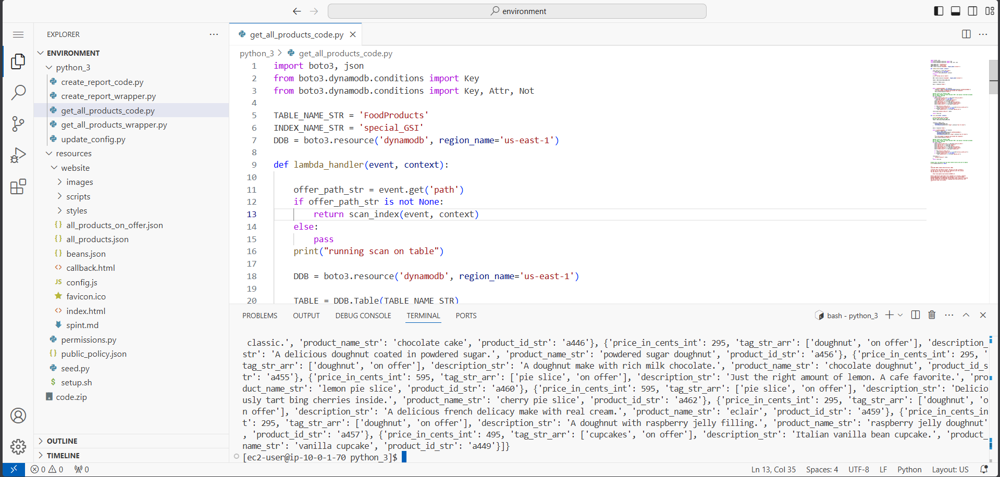 environment
EXPLORER
ENVIRONMENT
python_3
create_report_code.py
create_report_wrapper.py
get_all_products_code.py
get_all_products_wrapper.py
update_config.py
resources
website
images
scripts
styles
all_products_on_offer.json
all_products.json
beans.json
callback.html
config.js
favicon.ico
index.html
spint.md
permissions.py
public_policy.json
seed.py
setup.sh
code.zip
OUTLINE
TIMELINE
get_all_products_code.py
python_3 > get_all_products_code.py
1 import boto3, json
2 from boto3.dynamodb.conditions import Key
3 from boto3.dynamodb.conditions import Key, Attr, Not
4
5 TABLE_NAME_STR = 'FoodProducts'
6 INDEX_NAME_STR = 'special_GSI'
7 DDB = boto3.resource('dynamodb', region_name='us-east-1')
8
9 def lambda_handler(event, context):
10
11 offer_path_str = event.get('path')
12 if offer_path_str is not None:
13 return scan_index(event, context)
14 else:
15 pass
16 print("running scan on table")
17
18 DDB = boto3.resource('dynamodb', region_name='us-east-1')
19
20 TABLE = DDB.Table(TABLE_NAME_STR)
PROBLEMS OUTPUT DEBUG CONSOLE TERMINAL PORTS
bash - python_3
classic.', 'product_name_str': 'chocolate cake', 'product_id_str': 'a446'}, {'price_in_cents_int': 295, 'tag_str_arr': ['doughnut', 'on offer'], 'description_
str': 'A delicious doughnut coated in powdered sugar.', 'product_name_str': 'powdered sugar doughnut', 'product_id_str': 'a456'}, {'price_in_cents_int': 295, '
tag_str_arr': ['doughnut', 'on offer'], 'description_str': 'A doughnut make with rich milk chocolate.', 'product_name_str': 'chocolate doughnut', 'product_id_s
tr': 'a455'}, {'price_in_cents_int': 595, 'tag_str_arr': ['pie slice', 'on offer'], 'description_str': 'Just the right amount of lemon. A cafe favorite.', 'pro
duct_name_str': 'lemon pie slice', 'product_id_str': 'a460'}, {'price_in_cents_int': 595, 'tag_str_arr': ['pie slice', 'on offer'], 'description_str': 'Delicio
usly tart bing cherries inside.', 'product_name_str': 'cherry pie slice', 'product_id_str': 'a462'}, {'price_in_cents_int': 295, 'tag_str_arr': ['doughnut', 'o
n offer'], 'description_str': 'A delicious french delicacy make with real cream.', 'product_name_str': 'eclair', 'product_id_str': 'a459'}, {'price_in_cents_in
t': 295, 'tag_str_arr': ['doughnut', 'on offer'], 'description_str': 'A doughnut with raspberry jelly filling.', 'product_name_str': 'raspberry jelly doughnut'
, 'product_id_str': 'a457'}, {'price_in_cents_int': 495, 'tag_str_arr': ['cupcakes', 'on offer'], 'description_str': 'Italian vanilla bean cupcake.', 'product_
name_str': 'vanilla cupcake', 'product_id_str': 'a449'}]}
[ec2-user@ip-10-0-1-70 python_3]$
0 0 0 Ln 13, Col 35 Spaces: 4 UTF-8 LF Python Layout: US